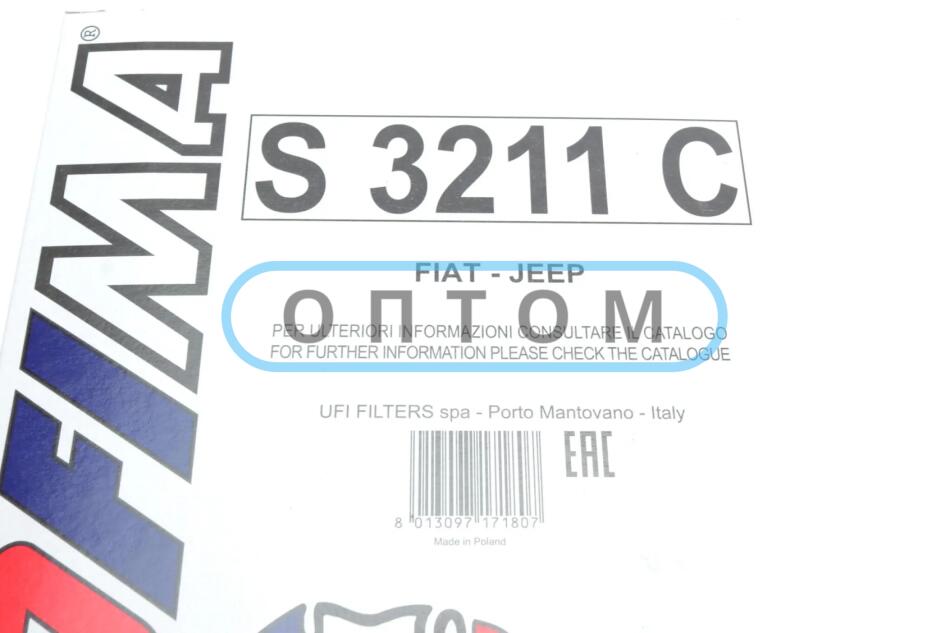 OFIMA®
S 3211 C
FIAT - JEEP
ОПТОМ
PER ULTERIORI INFORMAZIONI CONSULTARE IL CATALOGO
FOR FURTHER INFORMATION PLEASE CHECK THE CATALOGUE
UFI FILTERS spa - Porto Mantovano - Italy
EAC
8 013097 171807
Made in Poland